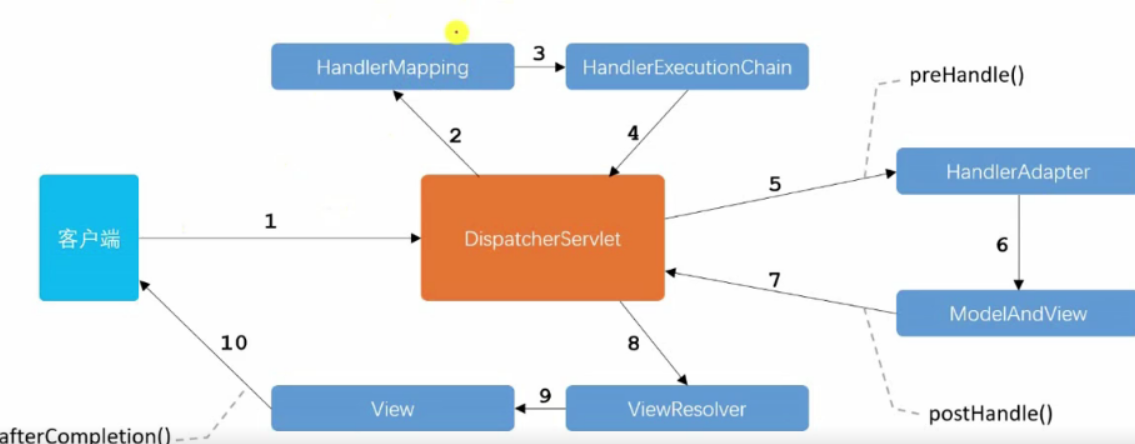 HandlerMapping
3
HandlerExecutionChain
preHandle()
2
4
HandlerAdapter
5
客户端
1
DispatcherServlet
6
7
ModelAndView
10
8
View
9
ViewResolver
postHandle()
afterCompletion()